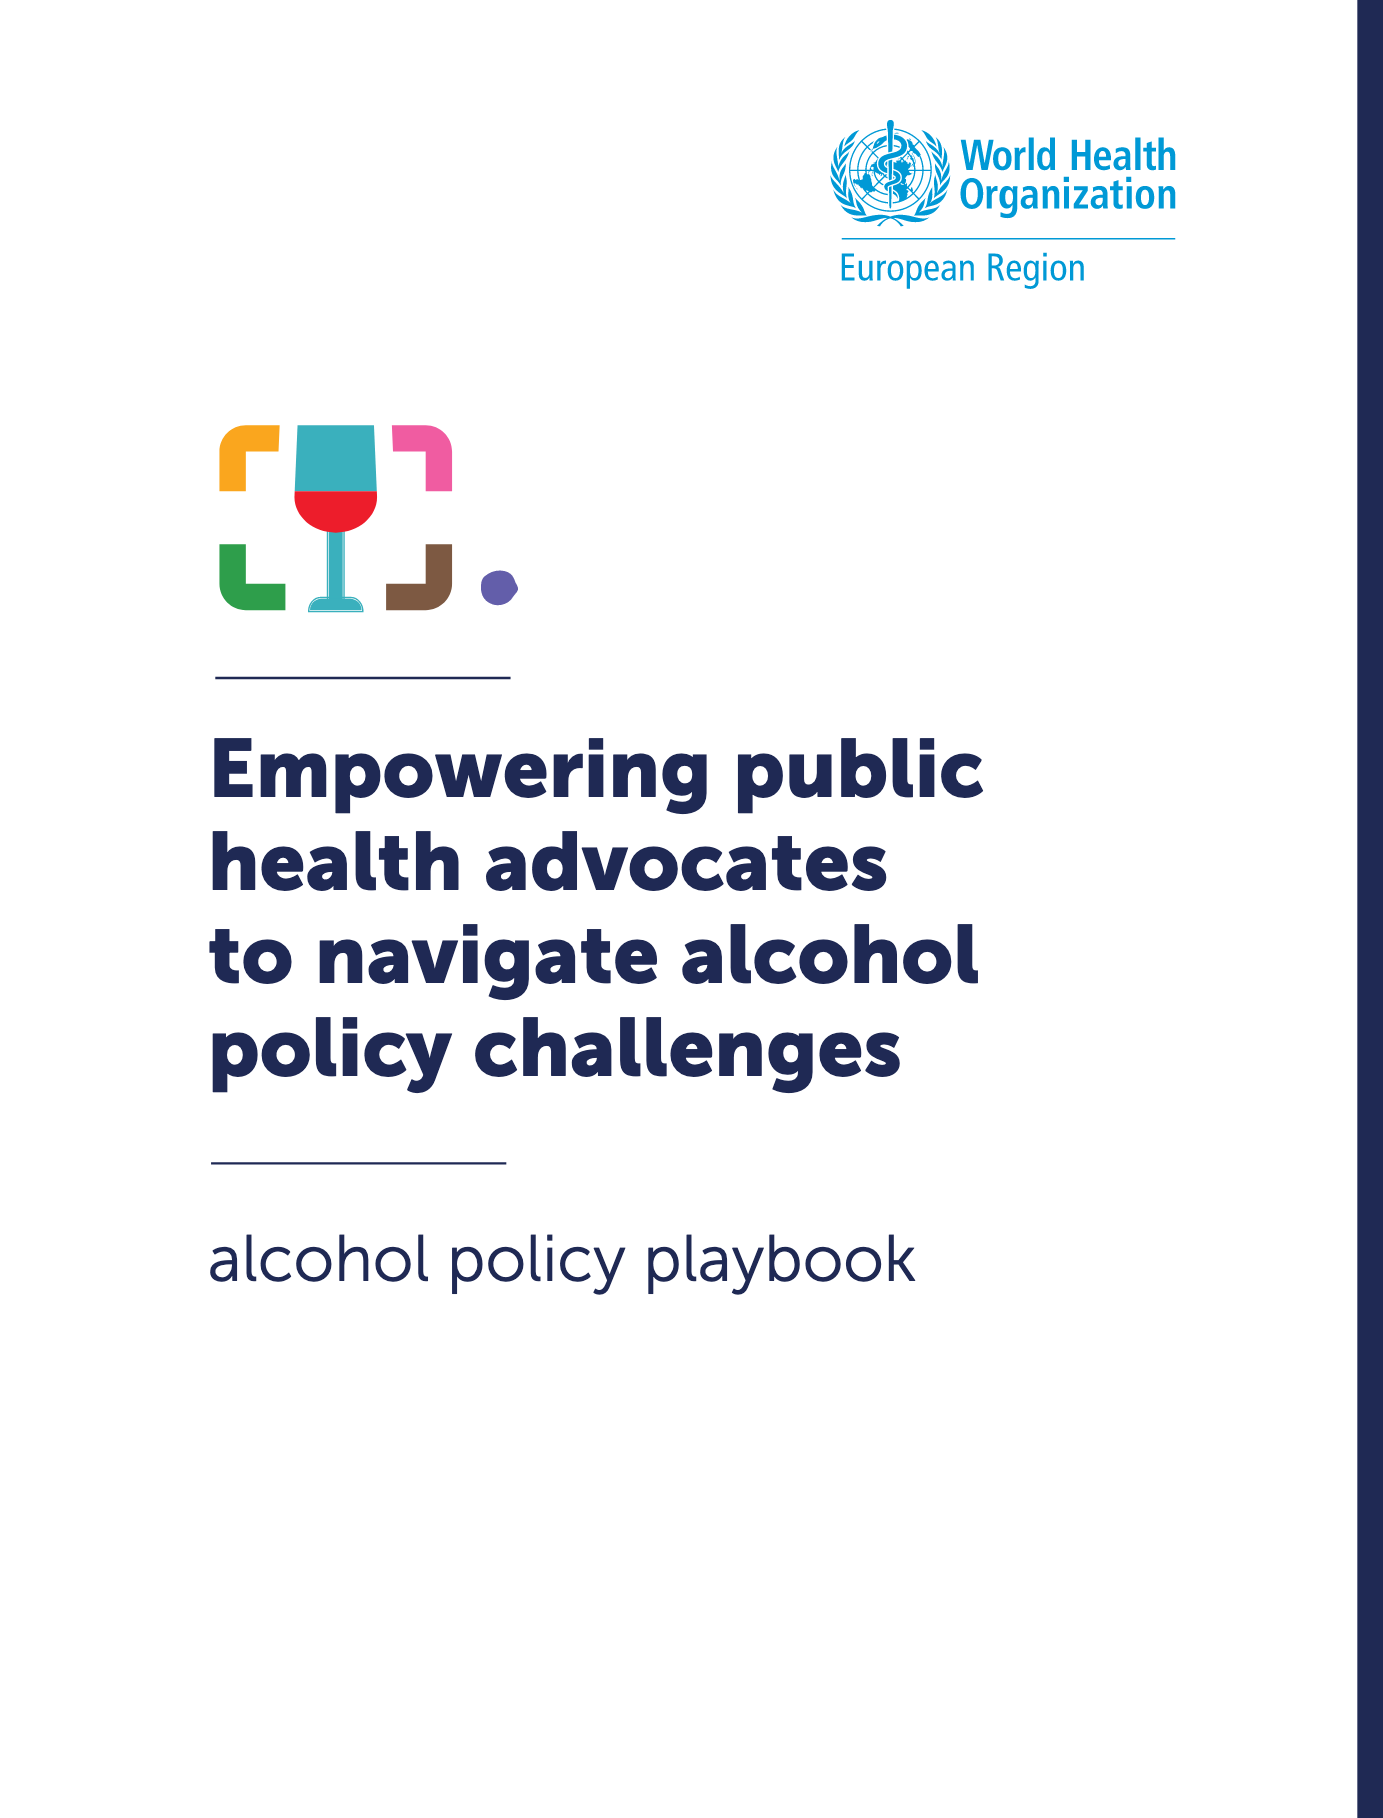 World Health
Organization
European Region
Empowering public
health advocates
to navigate alcohol
policy challenges
alcohol policy playbook